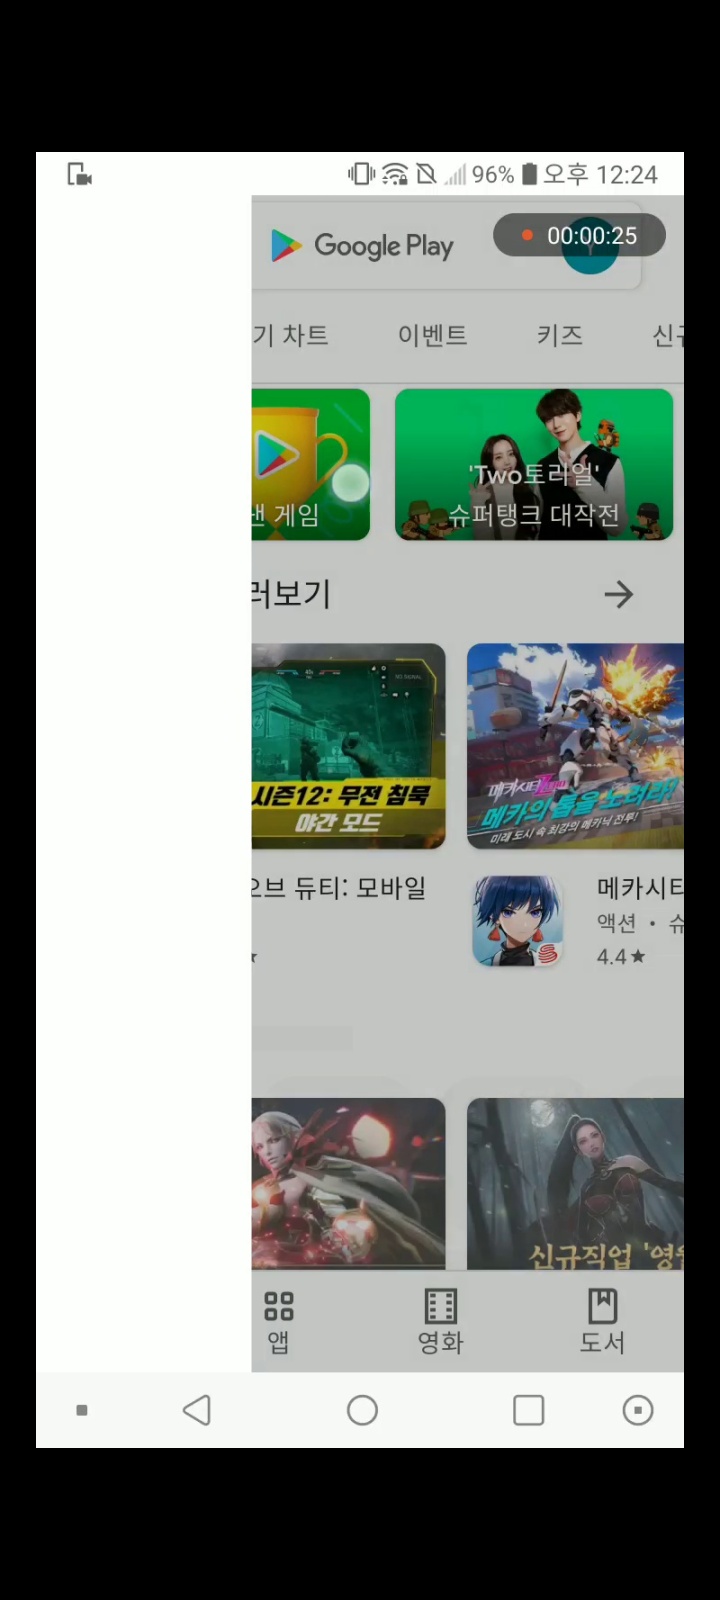 96% 오후 12:24
Google Play
00:00:25
기 차트 이벤트 키즈
낸 게임
'Two토리얼'
슈퍼탱크 대작전
러보기
NO SIGNAL
시즌12: 무전 침묵
야간 모드
메카시티
메카의 톱을 노려라!
미래 도시 속 최강의 메카닉 전투!
오브 듀티: 모바일
메카시티
액션 • 슈
4.4★
신규직업 '영
앱 영화 도서